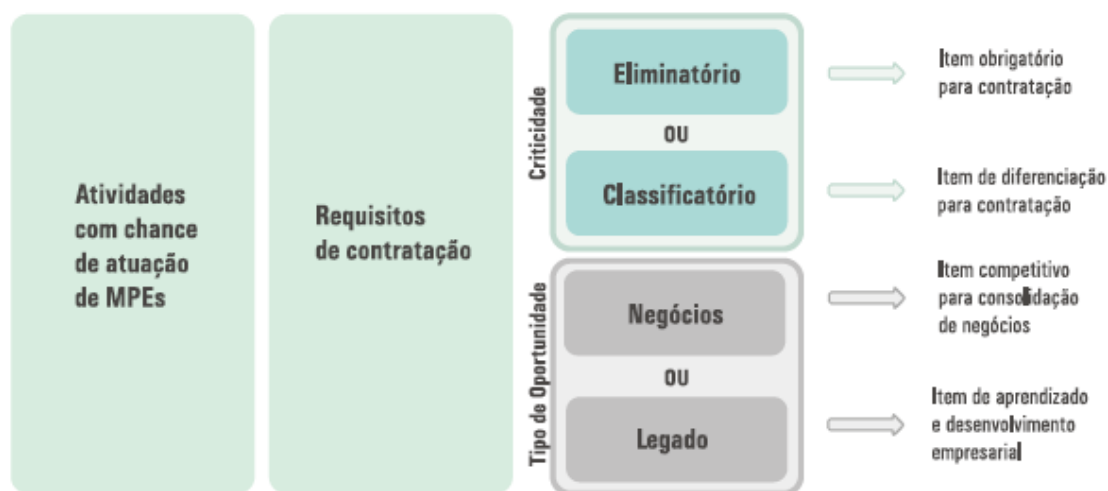 Atividades
com chance
de atuação
de MPEs
Requisitos
de contratação
Criticidade
Eliminatório
OU
Classificatório
Item obrigatório
para contratação
Item de diferenciação
para contratação
Tipo de Oportunidade
Negócios
OU
Legado
Item competitivo
para consolidação
de negócios
Item de aprendizado
e desenvolvimento
empresarial